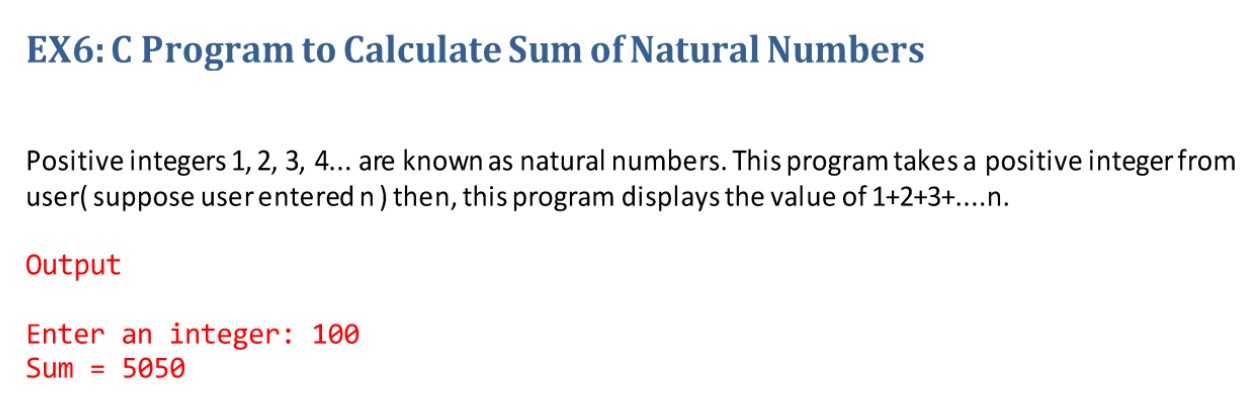 EX6: C Program to Calculate Sum of Natural Numbers
Positive integers 1, 2, 3, 4... are known as natural numbers. This program takes a positive integer from
user( suppose user entered n ) then, this program displays the value of 1+2+3+....n.
Output
Enter an integer: 100
Sum = 5050